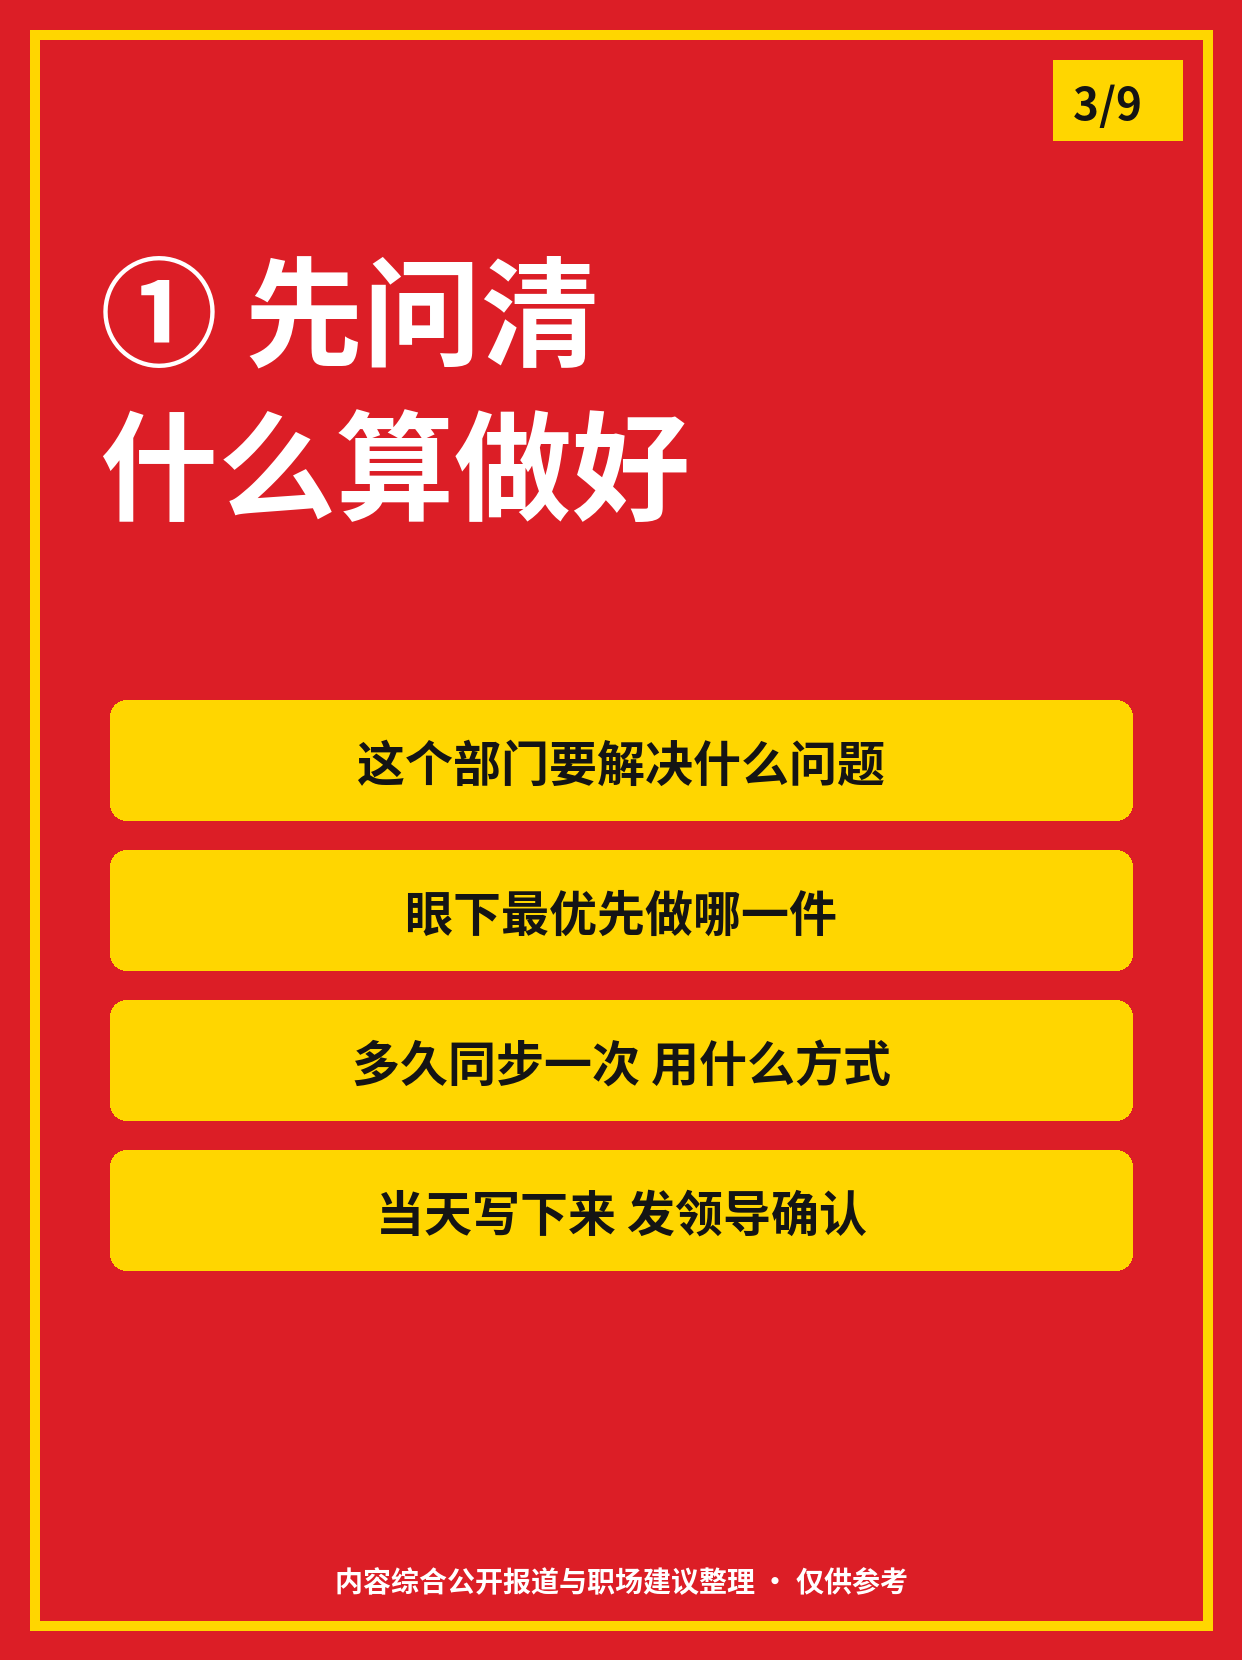 3/9
① 先问清
什么算做好
这个部门要解决什么问题
眼下最优先做哪一件
多久同步一次 用什么方式
当天写下来 发领导确认
内容综合公开报道与职场建议整理 · 仅供参考